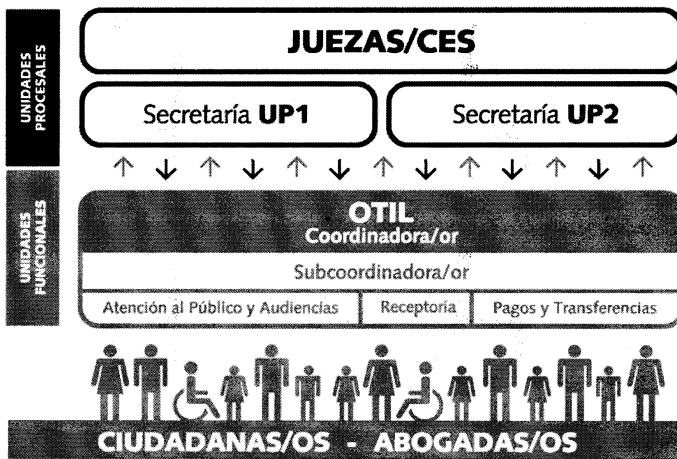 JUEZAS/CES
UNIDADES
PROCESALES
Secretaría UP1
Secretaría UP2
UNIDADES
FUNCIONALES
OTIL
Coordinadora/or
Subcoordinadora/or
Atención al Público y Audiencias
Receptoría
Pagos y Transferencias
CIUDADANAS/OS - ABOGADAS/OS